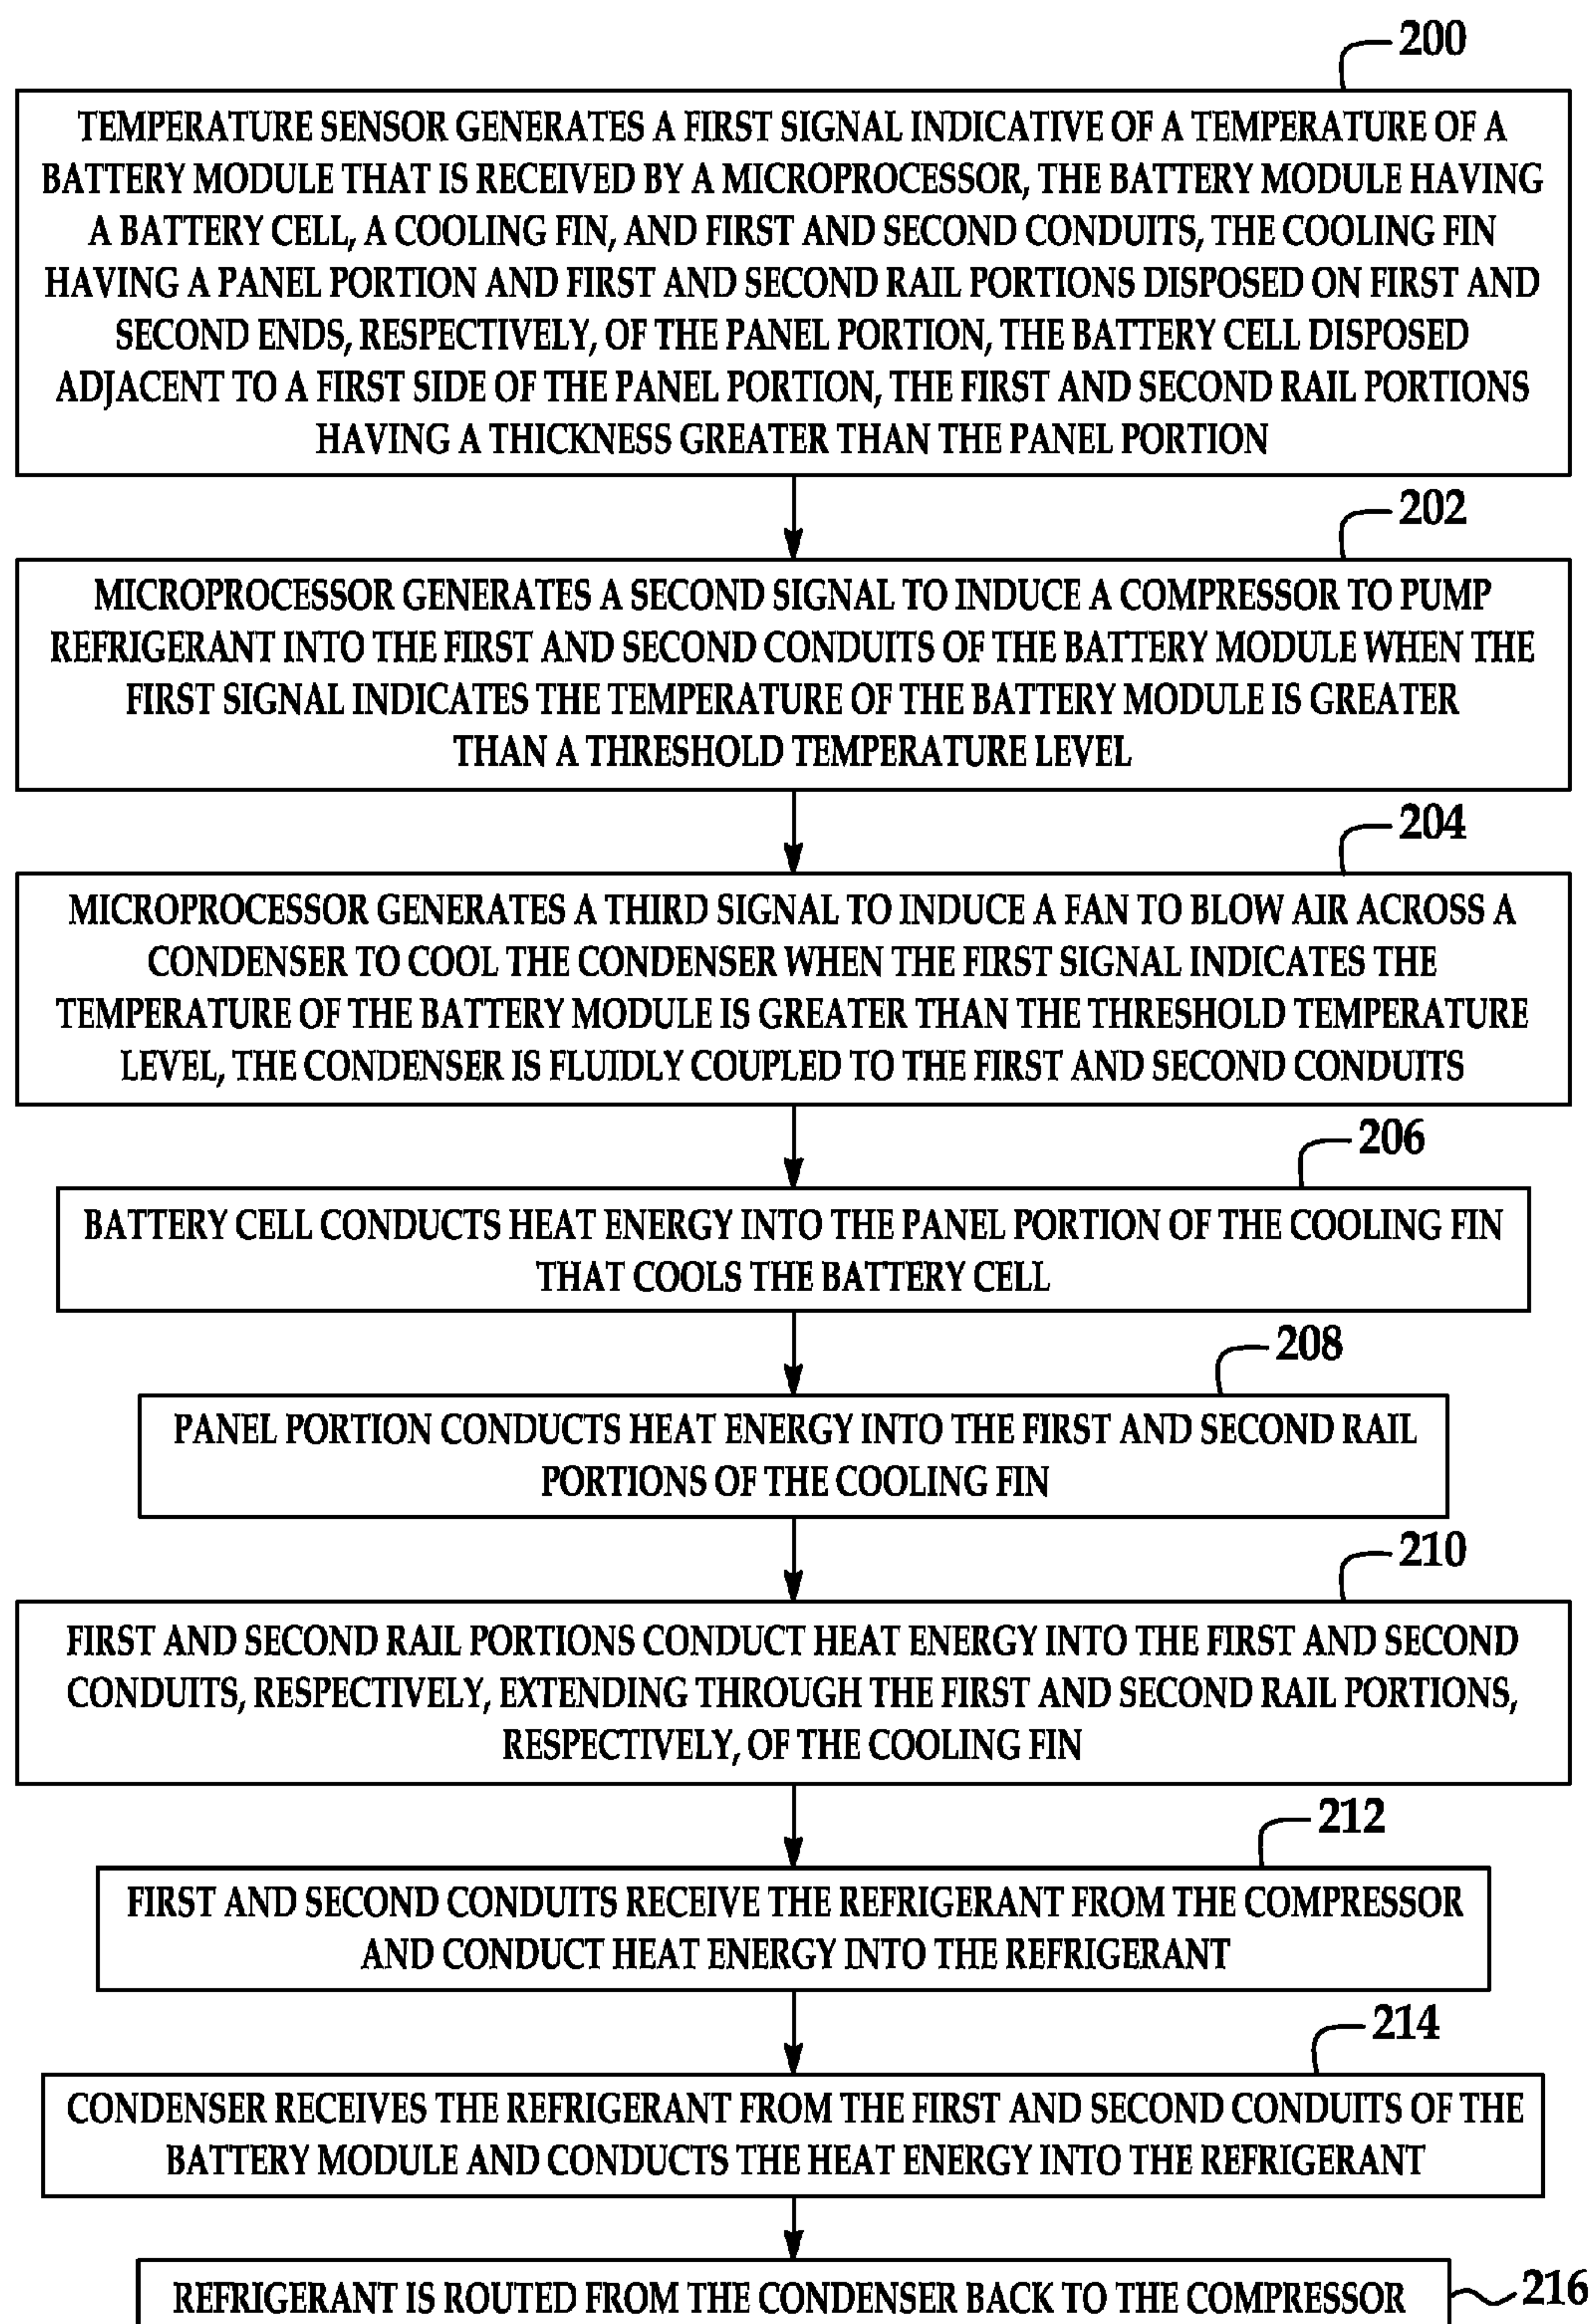 200
TEMPERATURE SENSOR GENERATES A FIRST SIGNAL INDICATIVE OF A TEMPERATURE OF A
BATTERY MODULE THAT IS RECEIVED BY A MICROPROCESSOR, THE BATTERY MODULE HAVING
A BATTERY CELL, A COOLING FIN, AND FIRST AND SECOND CONDUITS, THE COOLING FIN
HAVING A PANEL PORTION AND FIRST AND SECOND RAIL PORTIONS DISPOSED ON FIRST AND
SECOND ENDS, RESPECTIVELY, OF THE PANEL PORTION, THE BATTERY CELL DISPOSED
ADJACENT TO A FIRST SIDE OF THE PANEL PORTION, THE FIRST AND SECOND RAIL PORTIONS
HAVING A THICKNESS GREATER THAN THE PANEL PORTION
202
MICROPROCESSOR GENERATES A SECOND SIGNAL TO INDUCE A COMPRESSOR TO PUMP
REFRIGERANT INTO THE FIRST AND SECOND CONDUITS OF THE BATTERY MODULE WHEN THE
FIRST SIGNAL INDICATES THE TEMPERATURE OF THE BATTERY MODULE IS GREATER
THAN A THRESHOLD TEMPERATURE LEVEL
204
MICROPROCESSOR GENERATES A THIRD SIGNAL TO INDUCE A FAN TO BLOW AIR ACROSS A
CONDENSER TO COOL THE CONDENSER WHEN THE FIRST SIGNAL INDICATES THE
TEMPERATURE OF THE BATTERY MODULE IS GREATER THAN THE THRESHOLD TEMPERATURE
LEVEL, THE CONDENSER IS FLUIDLY COUPLED TO THE FIRST AND SECOND CONDUITS
206
BATTERY CELL CONDUCTS HEAT ENERGY INTO THE PANEL PORTION OF THE COOLING FIN
THAT COOLS THE BATTERY CELL
208
PANEL PORTION CONDUCTS HEAT ENERGY INTO THE FIRST AND SECOND RAIL
PORTIONS OF THE COOLING FIN
210
FIRST AND SECOND RAIL PORTIONS CONDUCT HEAT ENERGY INTO THE FIRST AND SECOND
CONDUITS, RESPECTIVELY, EXTENDING THROUGH THE FIRST AND SECOND RAIL PORTIONS,
RESPECTIVELY, OF THE COOLING FIN
212
FIRST AND SECOND CONDUITS RECEIVE THE REFRIGERANT FROM THE COMPRESSOR
AND CONDUCT HEAT ENERGY INTO THE REFRIGERANT
214
CONDENSER RECEIVES THE REFRIGERANT FROM THE FIRST AND SECOND CONDUITS OF THE
BATTERY MODULE AND CONDUCTS THE HEAT ENERGY INTO THE REFRIGERANT
REFRIGERANT IS ROUTED FROM THE CONDENSER BACK TO THE COMPRESSOR
216